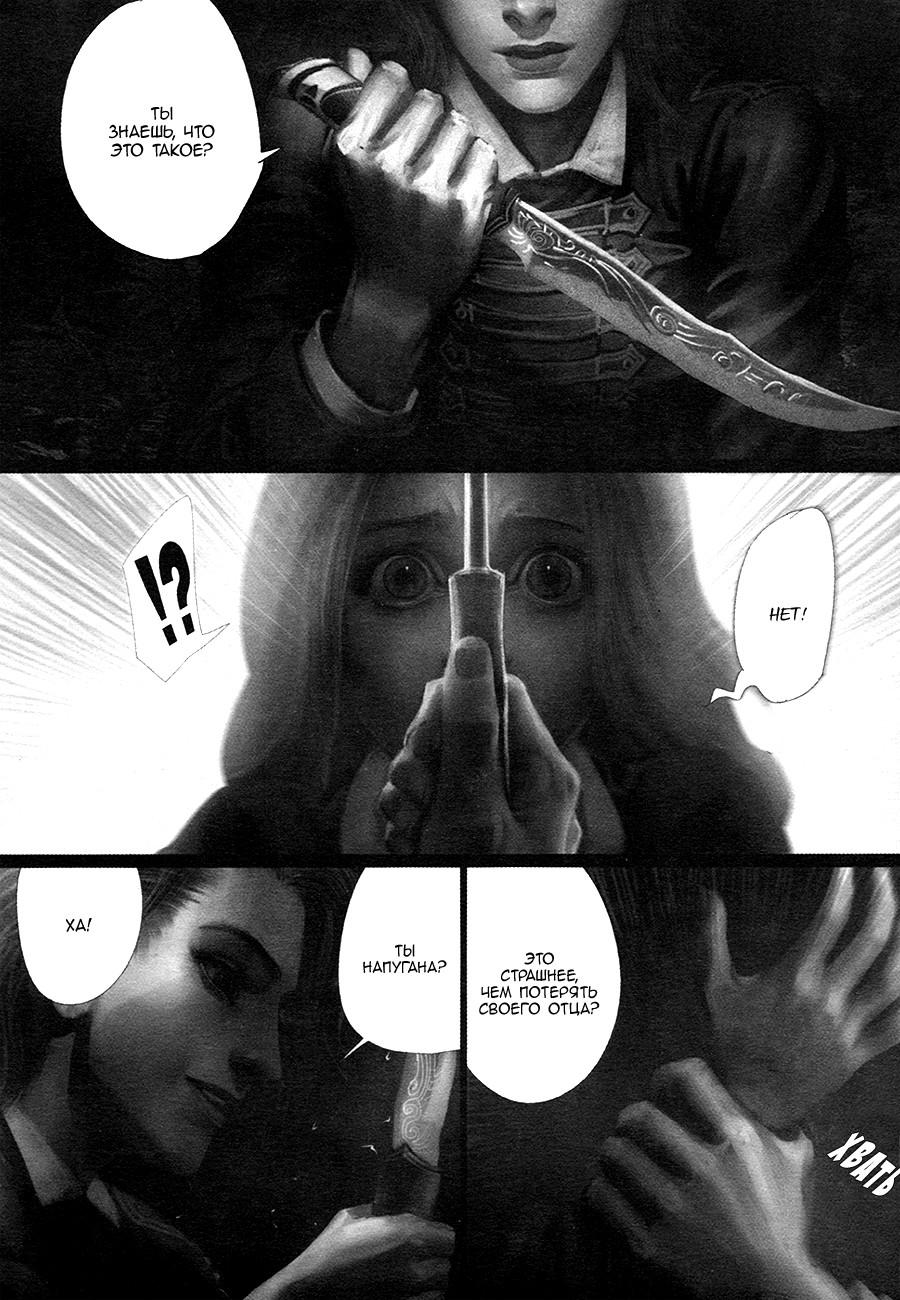 ТЫ
ЗНАЕШЬ, ЧТО
ЭТО ТАКОЕ?
!?
НЕТ!
ХА!
ТЫ
НАПУГАНА?
ЭТО
СТРАШНЕЕ,
ЧЕМ ПОТЕРЯТЬ
СВОЕГО ОТЦА?
ХВАТЬ